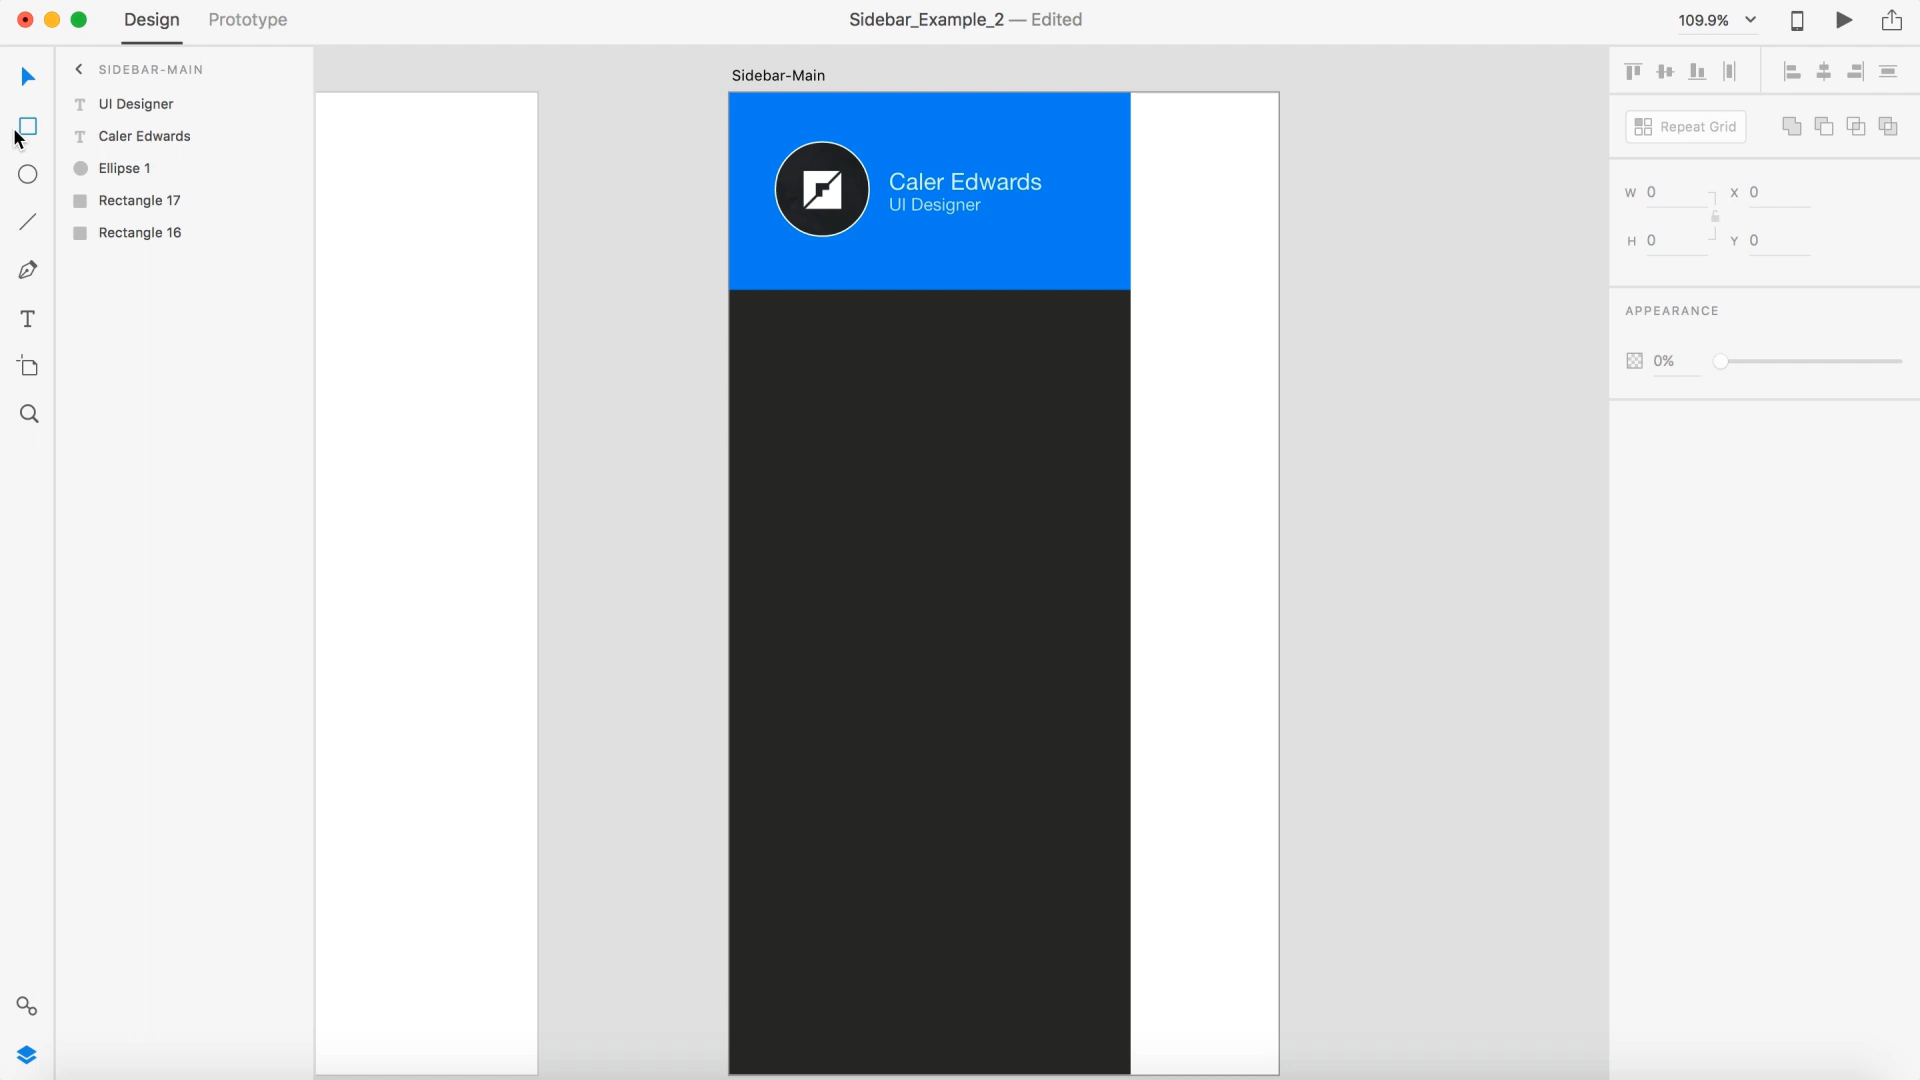 Design
Prototype
Sidebar_Example_2 — Edited
109.9%
SIDEBAR-MAIN
UI Designer
Caler Edwards
Ellipse 1
Rectangle 17
Rectangle 16
T
Sidebar-Main
Caler Edwards
UI Designer
Repeat Grid
W 0 X 0
H 0 Y 0
APPEARANCE
0%